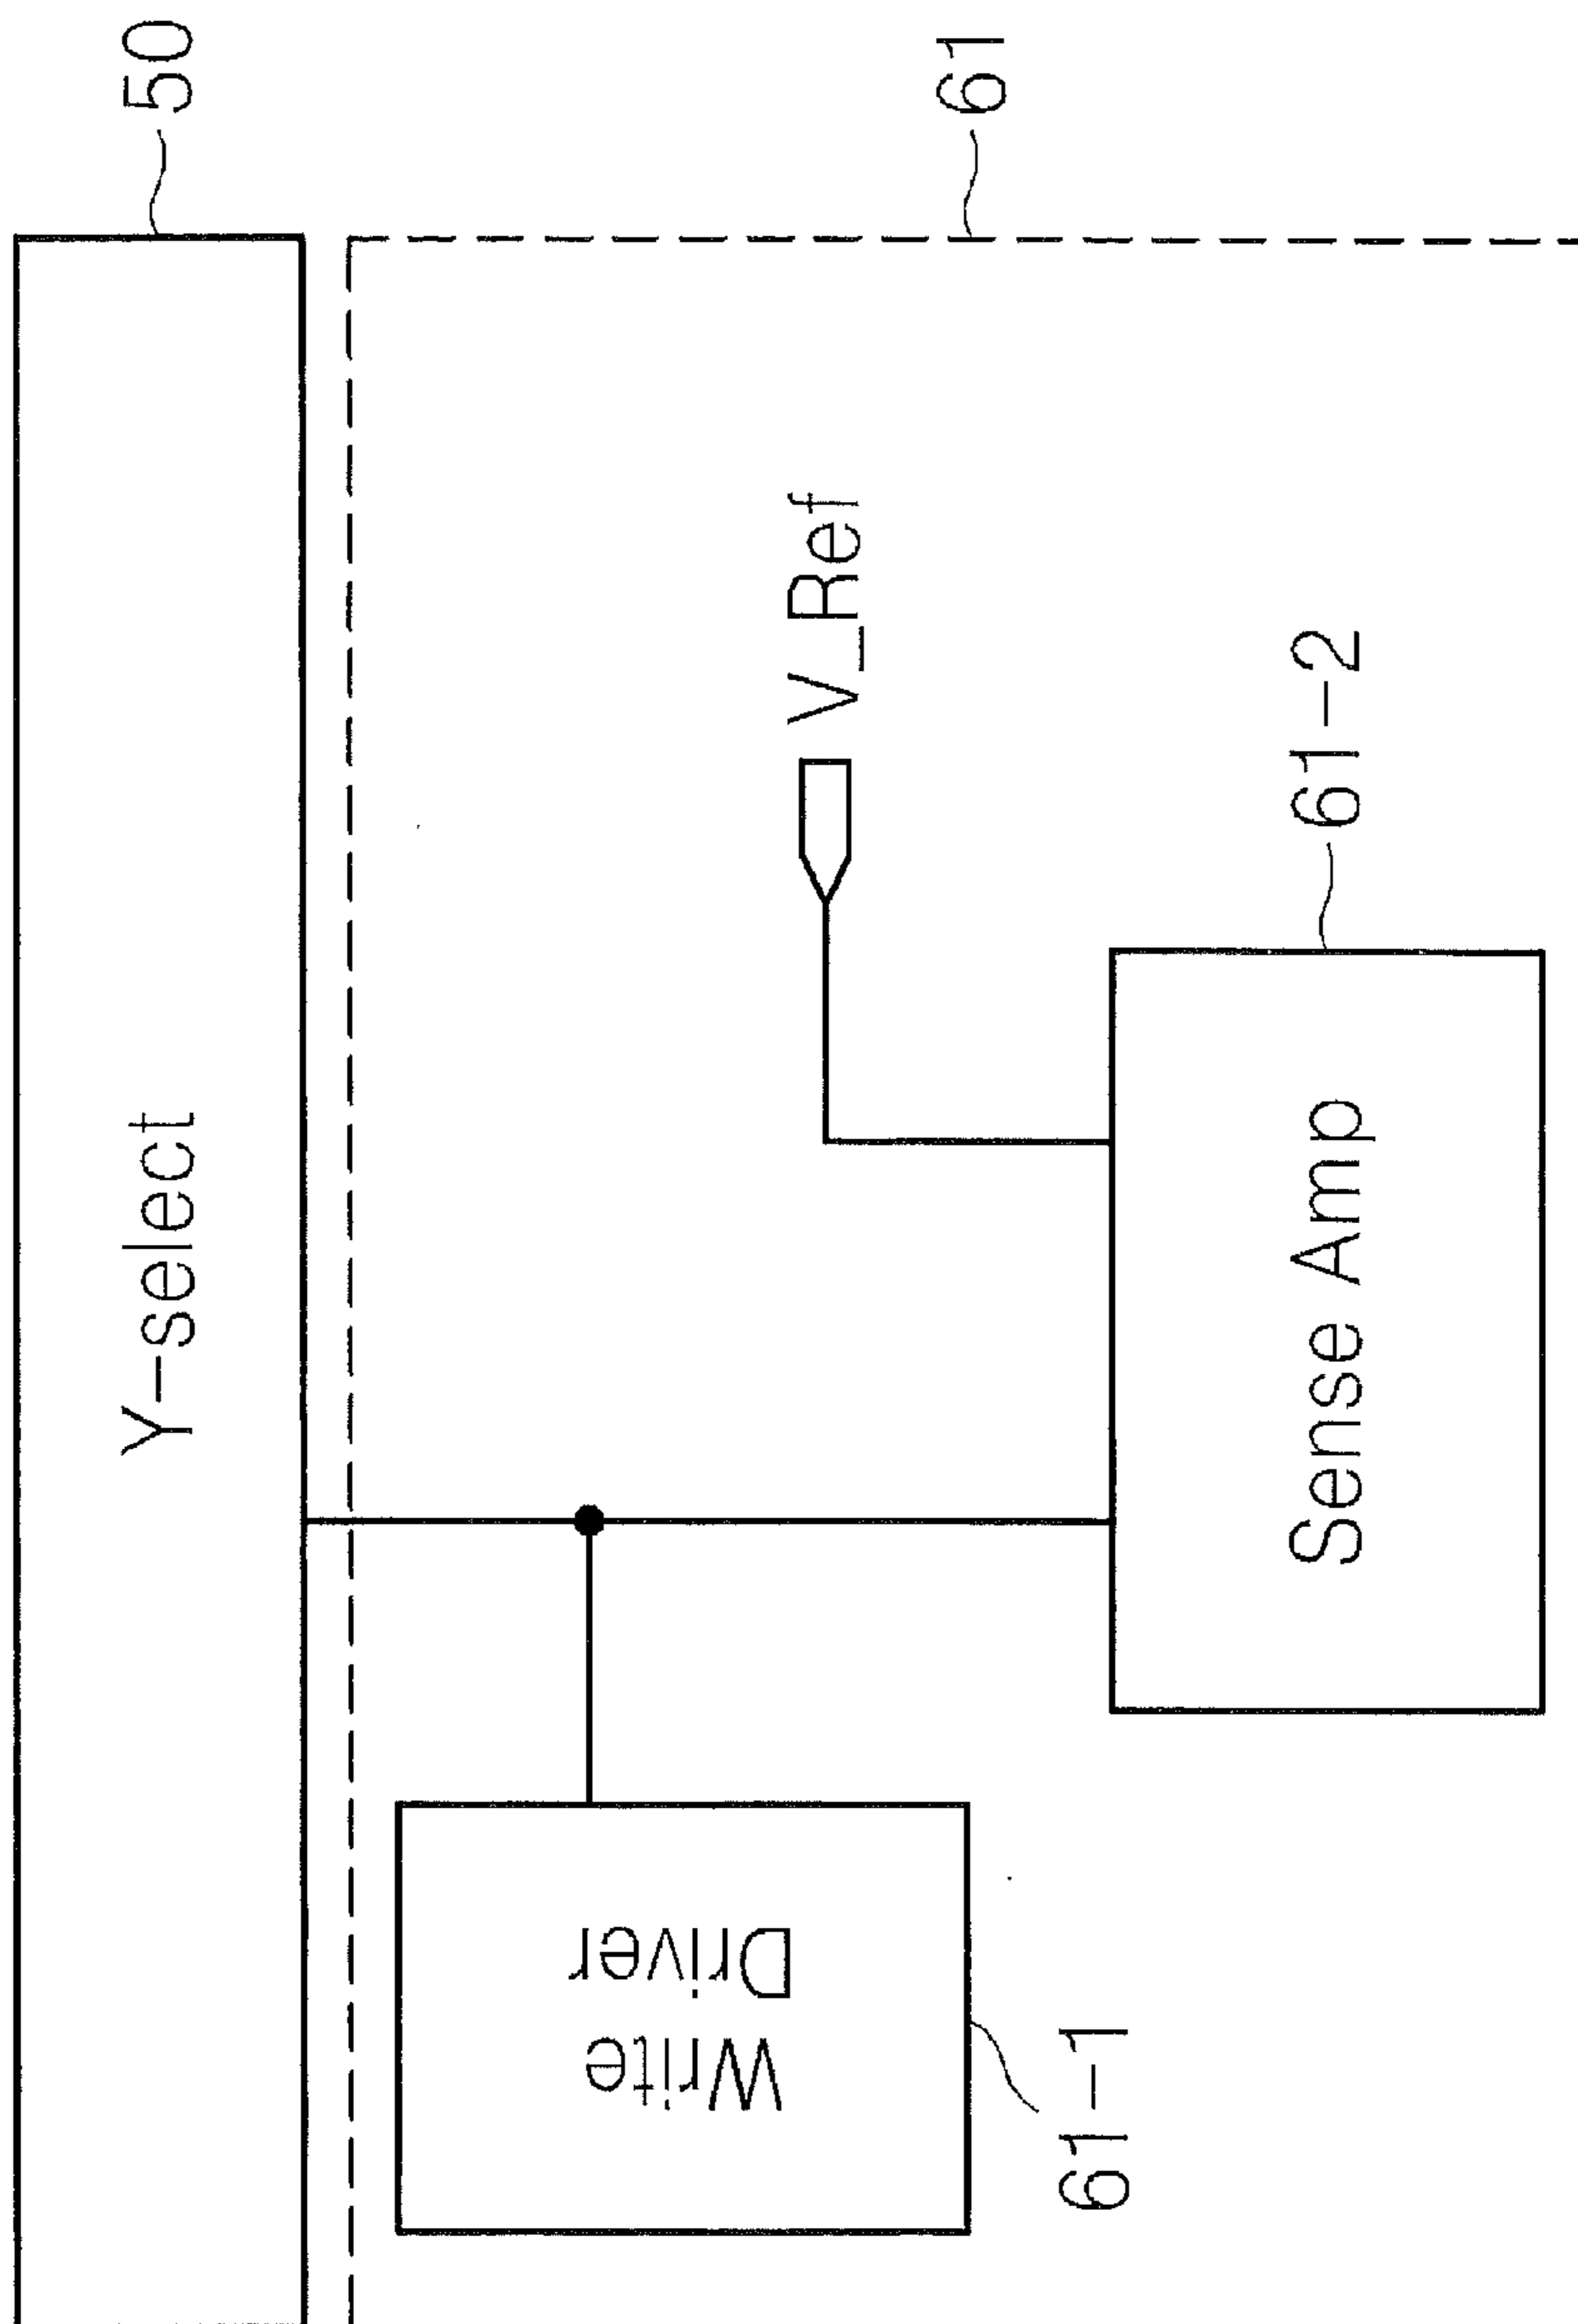 Y-select
50
61
V_Ref
Sense Amp
61-2
Write
Driver
61-1